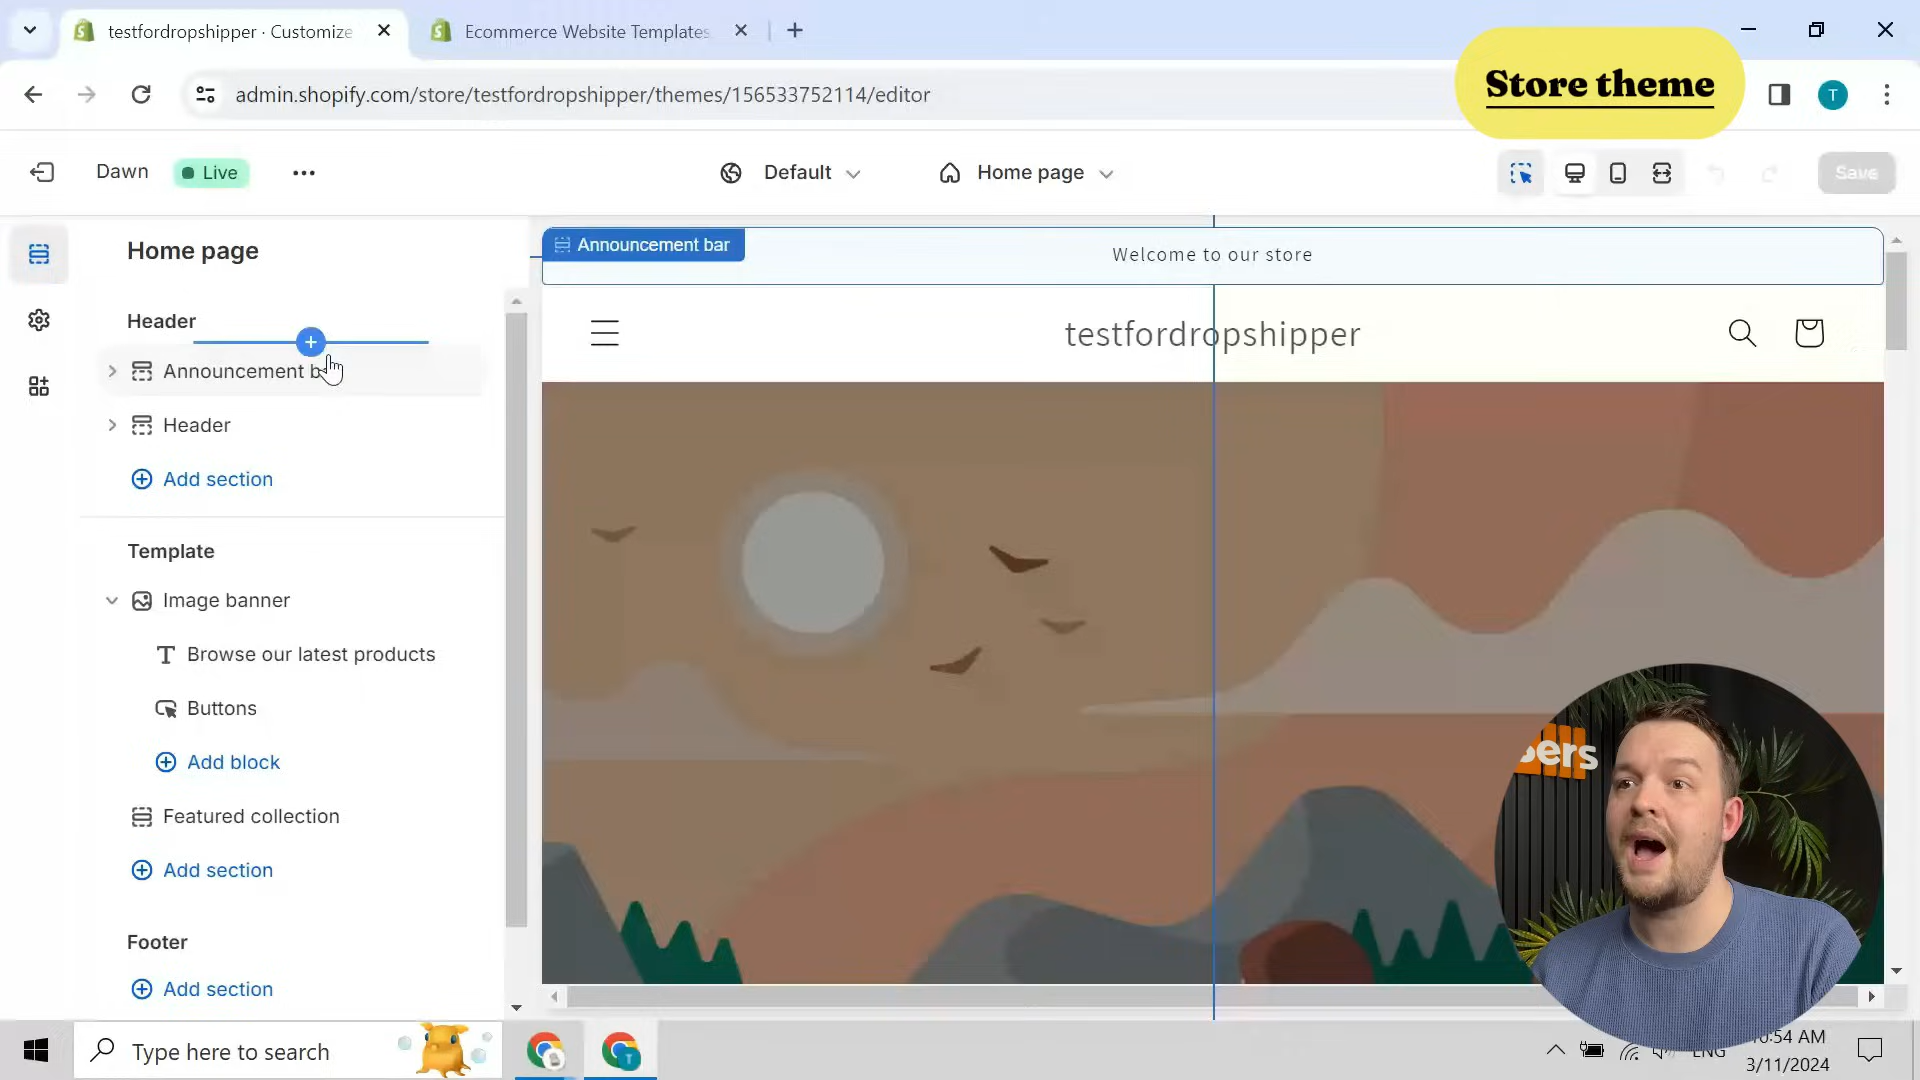 testfordropshipper · Customize
Ecommerce Website Templates
admin.shopify.com/store/testfordropshipper/themes/156533752114/editor
Store theme
T
Dawn
Live
Default
Home page
Save
Home page
Header
Announcement b
Header
Add section
Template
Image banner
Browse our latest products
Buttons
Add block
Featured collection
Add section
Footer
Add section
Announcement bar
Welcome to our store
testfordropshipper
sers
Type here to search
T
ENG
:54 AM
3/11/2024